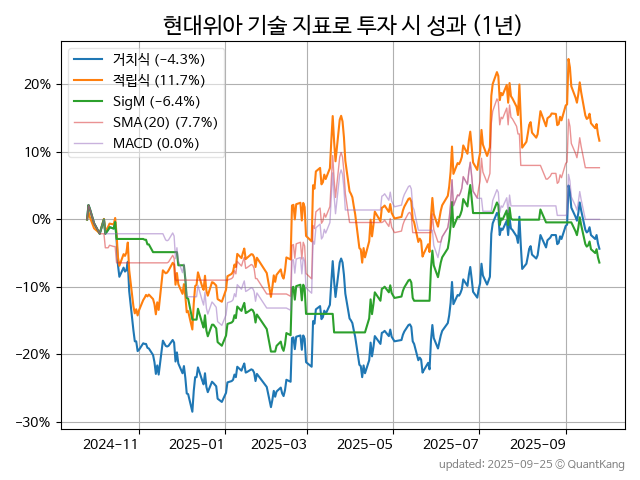 현대위아 기술 지표로 투자 시 성과 (1년)
거치식 (−4.3%)
적립식 (11.7%)
SigM (−6.4%)
SMA(20) (7.7%)
MACD (0.0%)
20%
10%
0%
−10%
−20%
−30%
2024-11 2025-01 2025-03 2025-05 2025-07 2025-09
updated: 2025-09-25 ⓒ QuantKang